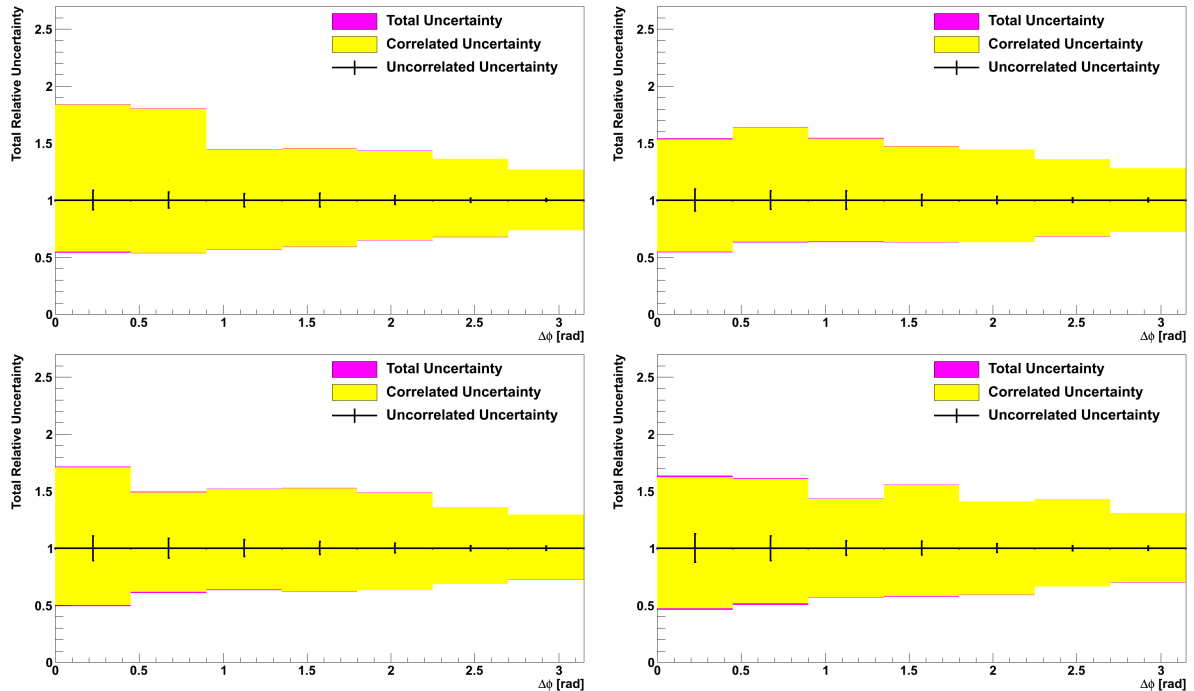 Total Relative Uncertainty
2.5
2
1.5
1
0.5
0
Total Uncertainty
Correlated Uncertainty
Uncorrelated Uncertainty
0 0.5 1 1.5 2 2.5 3
Δϕ [rad]
Total Relative Uncertainty
2.5
2
1.5
1
0.5
0
Total Uncertainty
Correlated Uncertainty
Uncorrelated Uncertainty
0 0.5 1 1.5 2 2.5 3
Δϕ [rad]
Total Relative Uncertainty
2.5
2
1.5
1
0.5
0
Total Uncertainty
Correlated Uncertainty
Uncorrelated Uncertainty
0 0.5 1 1.5 2 2.5 3
Δϕ [rad]
Total Relative Uncertainty
2.5
2
1.5
1
0.5
0
Total Uncertainty
Correlated Uncertainty
Uncorrelated Uncertainty
0 0.5 1 1.5 2 2.5 3
Δϕ [rad]